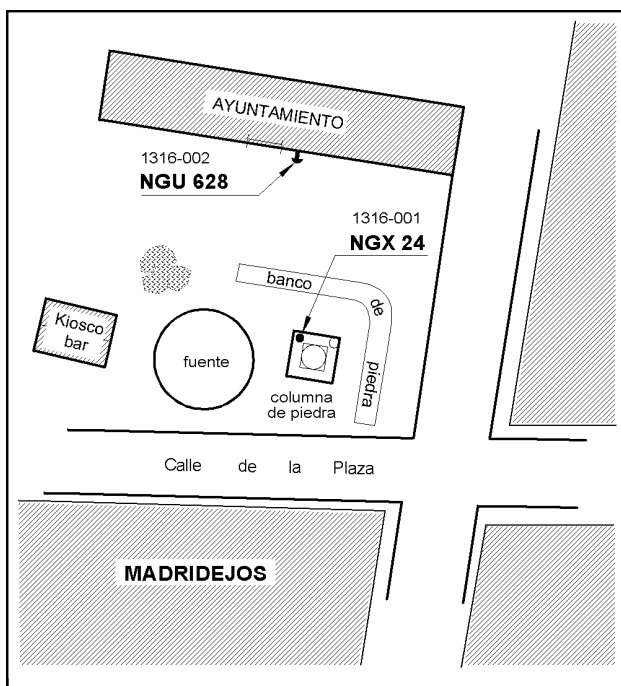 AYUNTAMIENTO
1316-002
NGU 628
1316-001
NGX 24
banco
de
piedra
Kiosco
bar
fuente
columna
de piedra
Calle de la Plaza
MADRIDEJOS